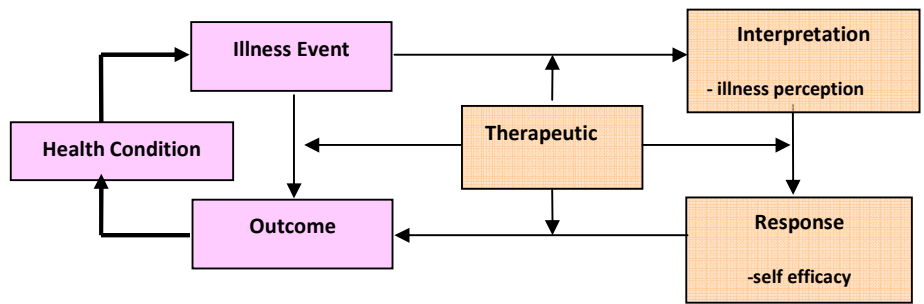 Illness Event
Interpretation
- illness perception
Therapeutic
Health Condition
Outcome
Response
-self efficacy